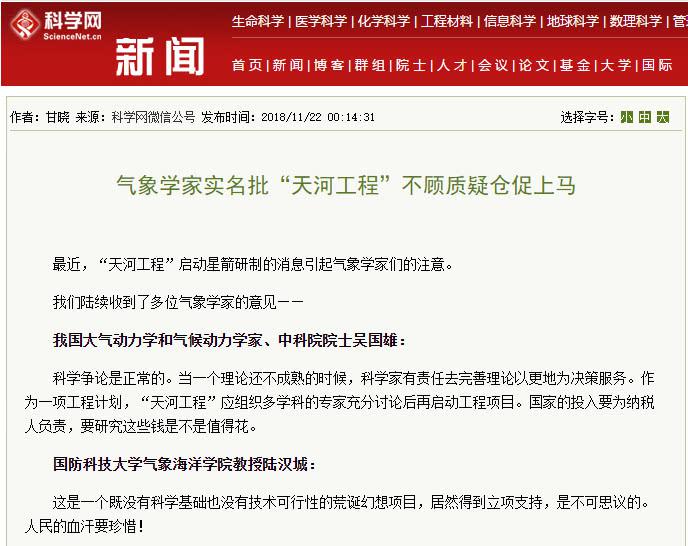 科学网
ScienceNet.cn
新闻
生命科学 | 医学科学 | 化学科学 | 工程材料 | 信息科学 | 地球科学 | 数理科学 | 管
首页 | 新闻 | 博客 | 群组 | 院士 | 人才 | 会议 | 论文 | 基金 | 大学 | 国际
作者：甘晓 来源：科学网微信公号 发布时间：2018/11/22 00:14:31
选择字号：小 中 大
气象学家实名批“天河工程”不顾质疑仓促上马
最近，“天河工程”启动星箭研制的消息引起气象学家们的注意。
我们陆续收到了多位气象学家的意见——
我国大气动力学和气候动力学家、中科院院士吴国雄：
科学争论是正常的。当一个理论还不成熟的时候，科学家有责任去完善理论以更地为决策服务。作
为一项工程计划，“天河工程”应组织多学科的专家充分讨论后再启动工程项目。国家的投入要为纳税
人负责，要研究这些钱是不是值得花。
国防科技大学气象海洋学院教授陆汉城：
这是一个既没有科学基础也没有技术可行性的荒诞幻想项目，居然得到立项支持，是不可思议的。
人民的血汗要珍惜！